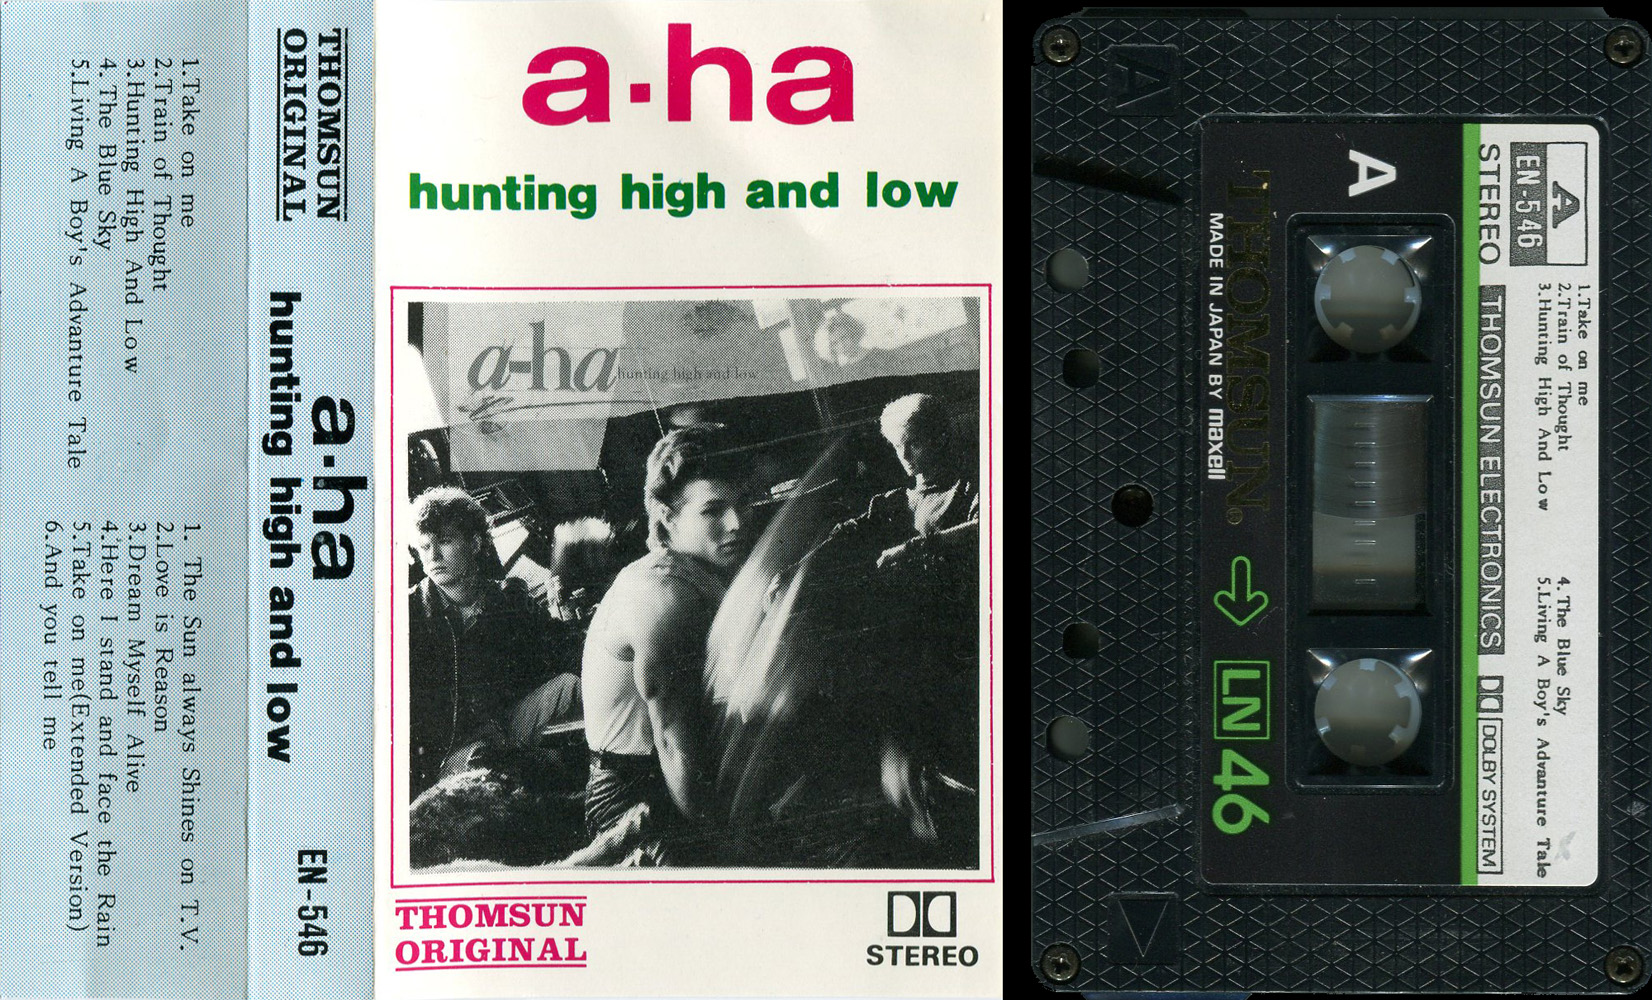 THOMSUN
ORIGINAL
1.Take on me
2.Train of Thought
3.Hunting High And Low
4. The Blue Sky
5.Living A Boy's Advanture Tale
1. The Sun always Shines on T.V.
2.Love is Reason
3.Dream Myself Alive
4.Here I stand and face the Rain
5.Take on me(Extended Version)
6.And you tell me
a·ha
hunting high and low
EN-546
a·ha
hunting high and low
a-ha
hunting high and low
THOMSUN
ORIGINAL
STEREO
A
A
EN-546
STEREO
1.Take on me
2.Train of Thought
3.Hunting High And Low
4. The Blue Sky
5.Living A Boy's Advanture Tale
THOMSUN ELECTRONICS
DOLBY SYSTEM
A
THOMSUN®
MADE IN JAPAN BY maxell
LN 46